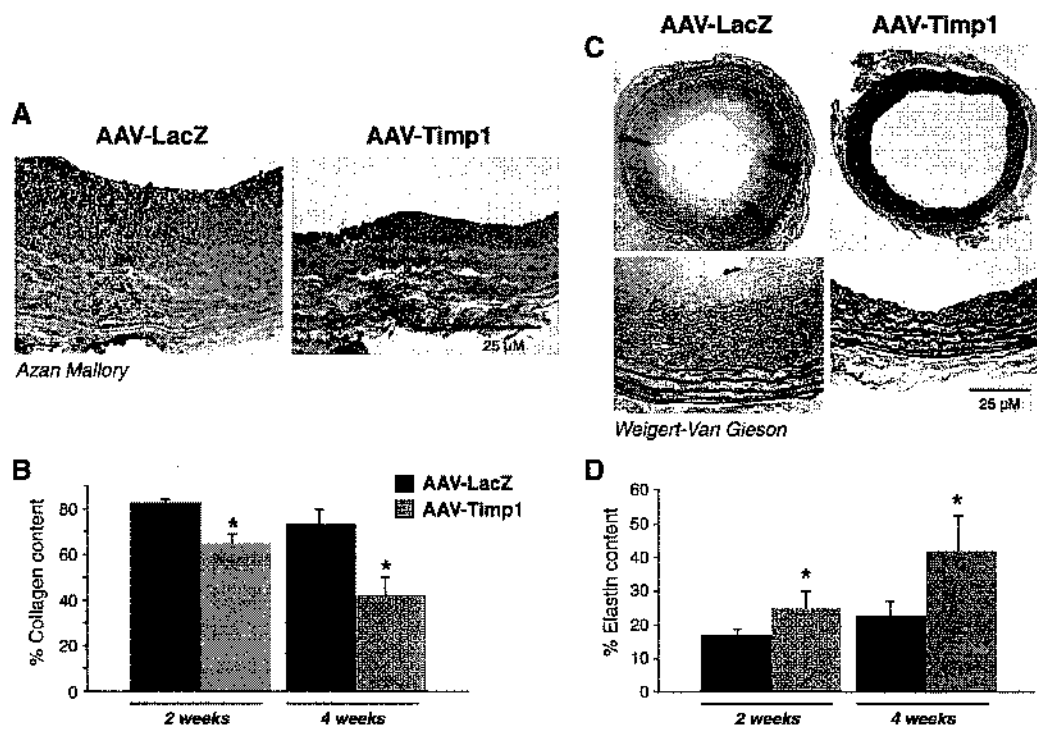 A
AAV-LacZ
AAV-Timp1
25 µM
Azan Mallory
C
AAV-LacZ
AAV-Timp1
25 µM
Weigert-Van Gieson
B
% Collagen content
80
60
40
20
0
AAV-LacZ
AAV-Timp1
*
*
2 weeks
4 weeks
D
% Elastin content
60
50
40
30
20
10
0
*
*
2 weeks
4 weeks